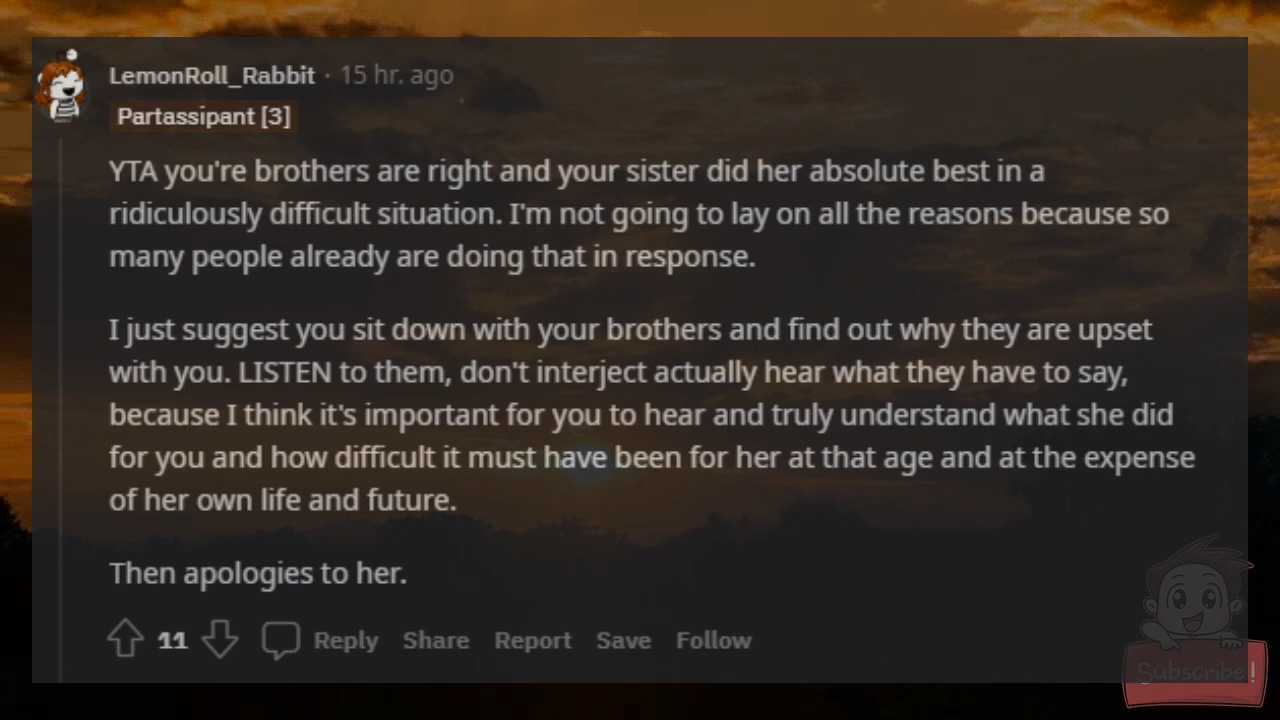 LemonRoll_Rabbit · 15 hr. ago
Partassipant [3]
YTA you're brothers are right and your sister did her absolute best in a
ridiculously difficult situation. I'm not going to lay on all the reasons because so
many people already are doing that in response.
I just suggest you sit down with your brothers and find out why they are upset
with you. LISTEN to them, don't interject actually hear what they have to say,
because I think it's important for you to hear and truly understand what she did
for you and how difficult it must have been for her at that age and at the expense
of her own life and future.
Then apologies to her.
11 Reply Share Report Save Follow
Subscribe!